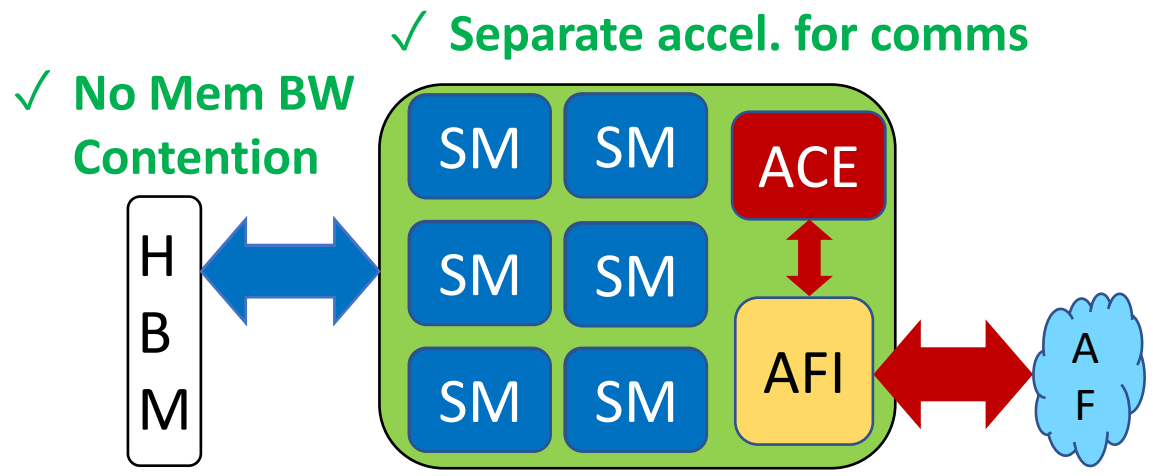 ✓ Separate accel. for comms
✓ No Mem BW
Contention
SM SM ACE
H
B
M
SM SM
SM SM AFI
A
F